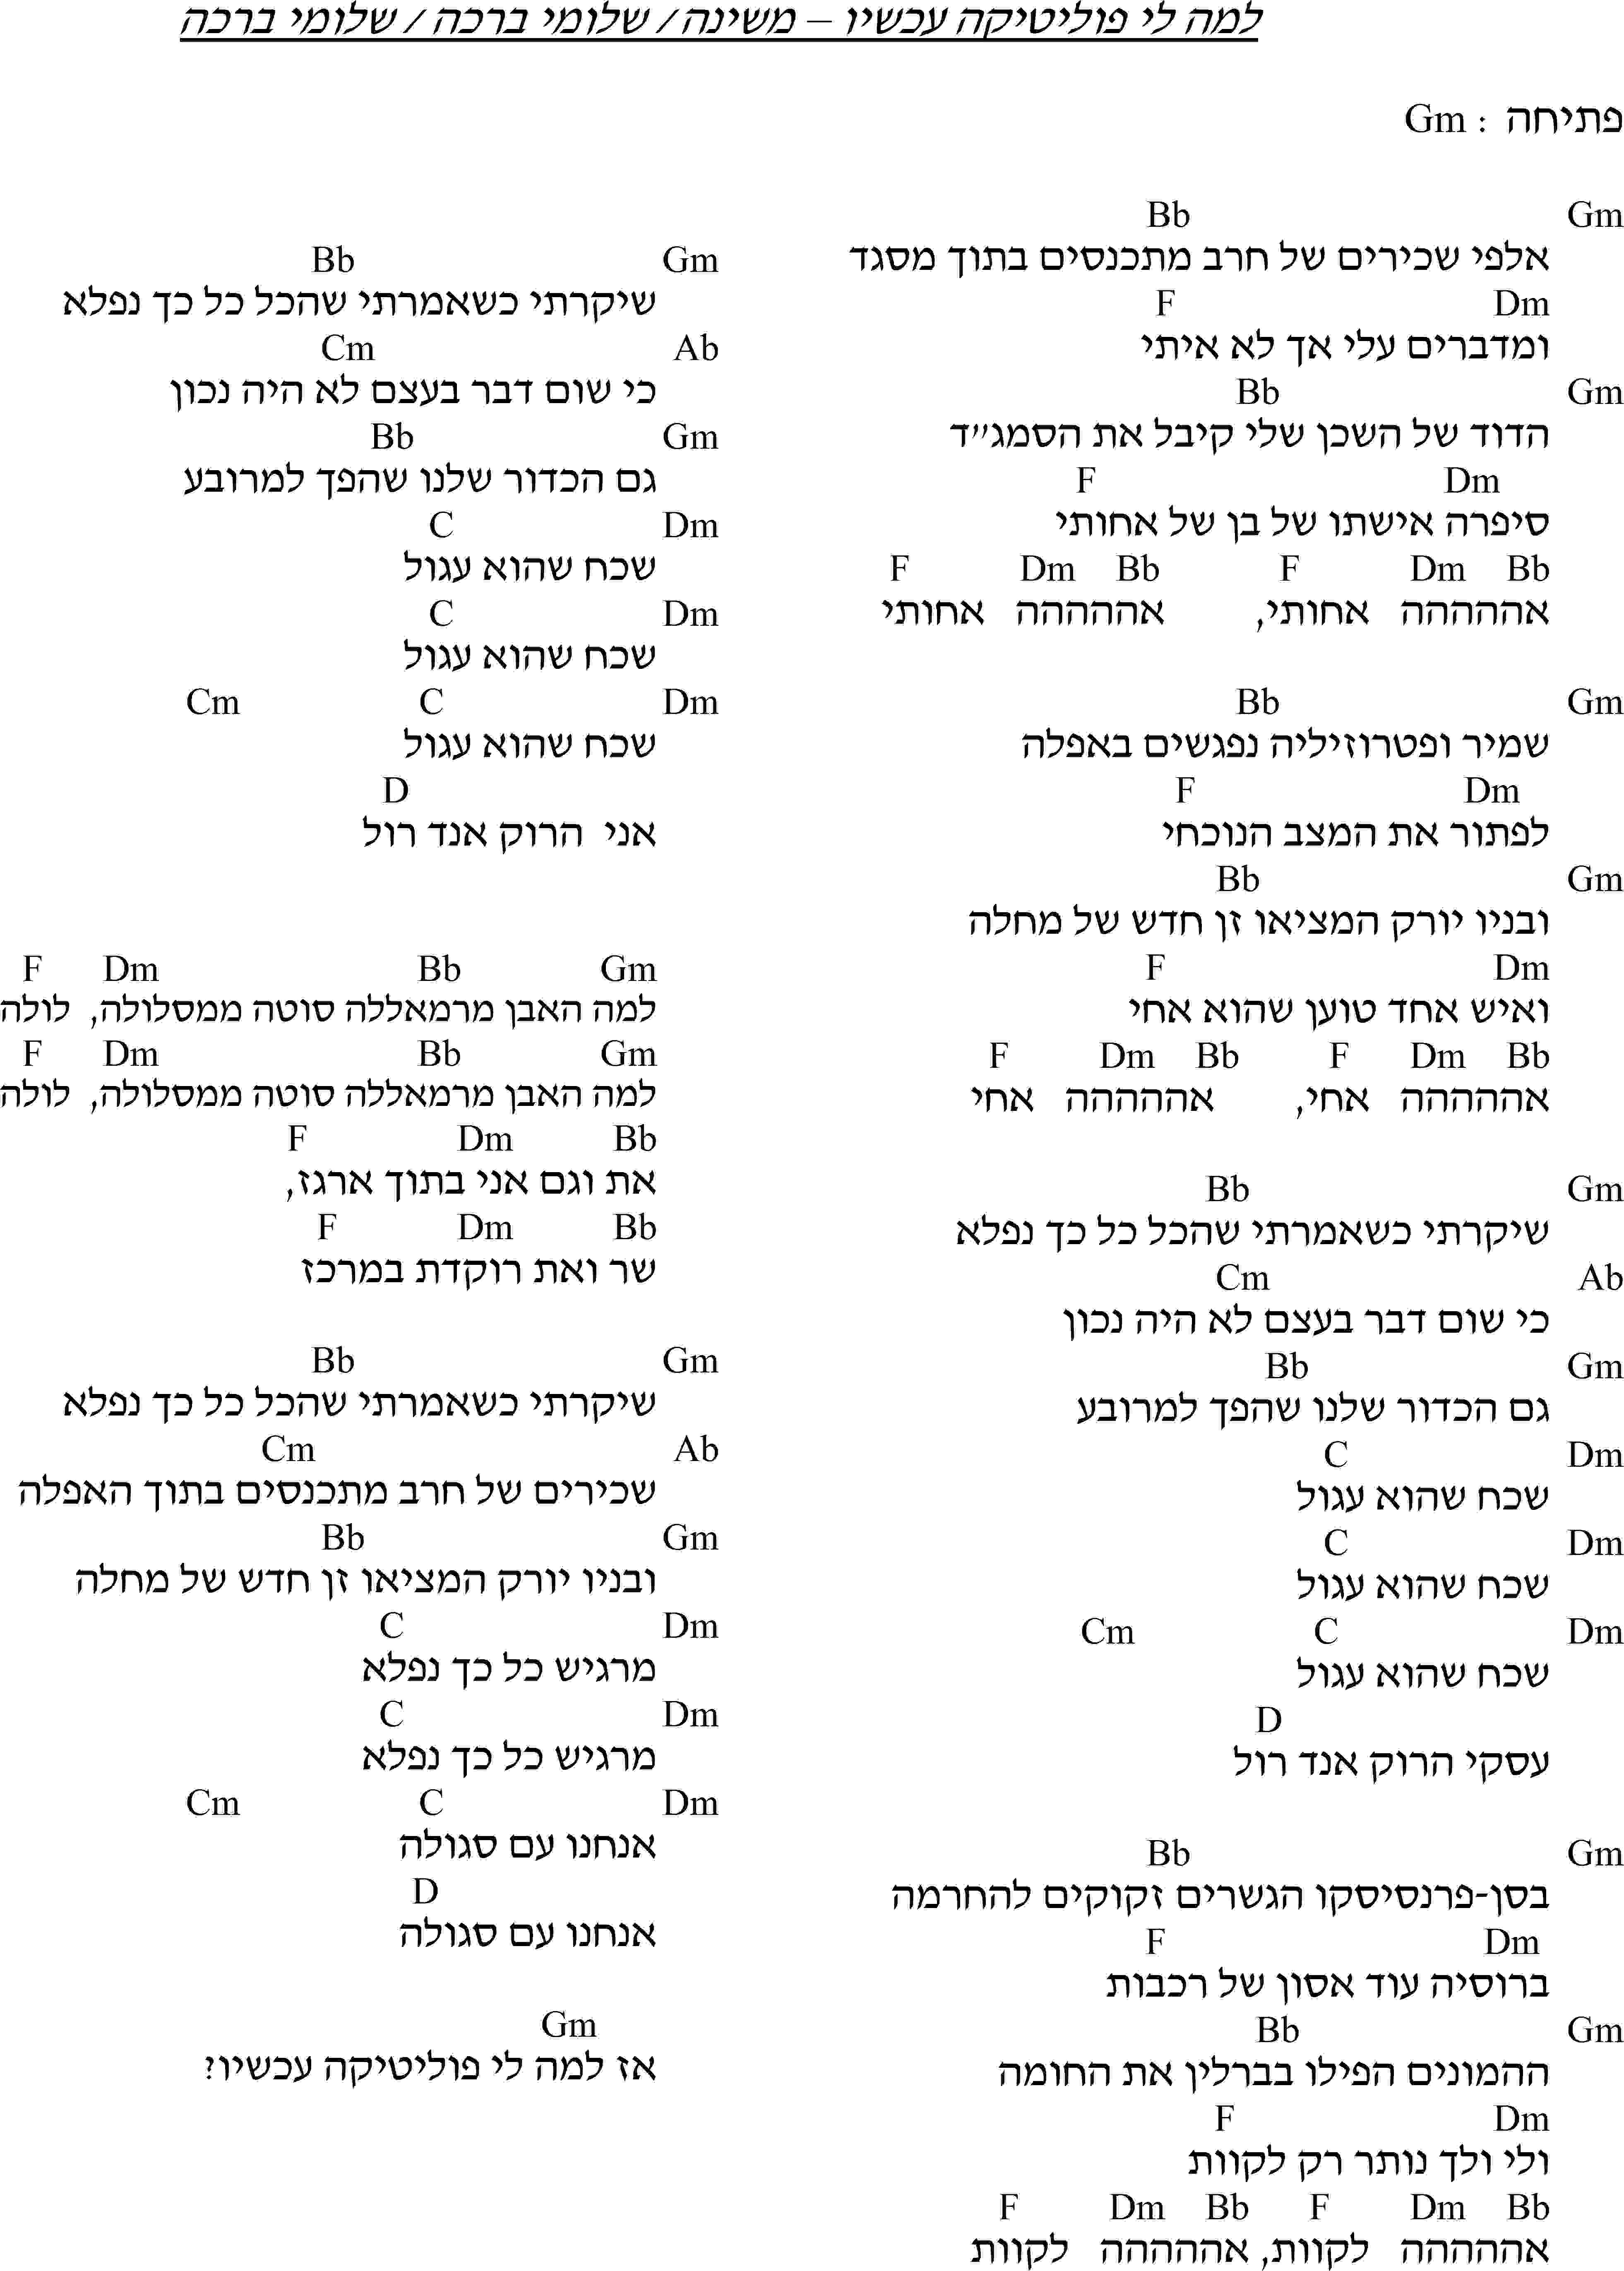 למה לי פוליטיקה עכשיו – משינה/ שלומי ברכה / שלומי ברכה
פתיחה : Gm
Gm Bb
אלפי שכירים של חרב מתכנסים בתוך מסגד
Dm F
ומדברים עלי אך לא איתי
Gm Bb
הדוד של השכן שלי קיבל את הסמג״ד
Dm F
סיפרה אישתו של בן של אחותי
Bb Dm F Bb Dm F
אההההה אחותי, אההההה אחותי
Gm Bb
שמיר ופטרוזיליה נפגשים באפלה
Dm F
לפתור את המצב הנוכחי
Gm Bb
ובניו יורק המציאו זן חדש של מחלה
Dm F
ואיש אחד טוען שהוא אחי
Bb Dm F Bb Dm F
אההההה אחי, אההההה אחי
Gm Bb
שיקרתי כשאמרתי שהכל כל כך נפלא
Ab Cm
כי שום דבר בעצם לא היה נכון
Gm Bb
גם הכדור שלנו שהפך למרובע
Dm C
שכח שהוא עגול
Dm C
שכח שהוא עגול
Dm C Cm
שכח שהוא עגול
D
עסקי הרוק אנד רול
Gm Bb
בסן-פרנסיסקו הגשרים זקוקים להחרמה
Dm F
ברוסיה עוד אסון של רכבות
Gm Bb
ההמונים הפילו בברלין את החומה
Dm F
ולי ולך נותר רק לקוות
Bb Dm F Bb Dm F
אההההה לקוות, אההההה לקוות
Gm Bb
שיקרתי כשאמרתי שהכל כל כך נפלא
Ab Cm
כי שום דבר בעצם לא היה נכון
Gm Bb
גם הכדור שלנו שהפך למרובע
Dm C
שכח שהוא עגול
Dm C
שכח שהוא עגול
Dm C Cm
שכח שהוא עגול
D
אני הרוק אנד רול
Gm Bb Dm F
למה האבן מרמאללה סוטה ממסלולה, לולה
Gm Bb Dm F
למה האבן מרמאללה סוטה ממסלולה, לולה
Bb Dm F
את וגם אני בתוך ארגז,
Bb Dm F
שר ואת רוקדת במרכז
Gm Bb
שיקרתי כשאמרתי שהכל כל כך נפלא
Ab Cm
שכירים של חרב מתכנסים בתוך האפלה
Gm Bb
ובניו יורק המציאו זן חדש של מחלה
Dm C
מרגיש כל כך נפלא
Dm C
מרגיש כל כך נפלא
Dm C Cm
אנחנו עם סגולה
D
אנחנו עם סגולה
Gm
אז למה לי פוליטיקה עכשיו?